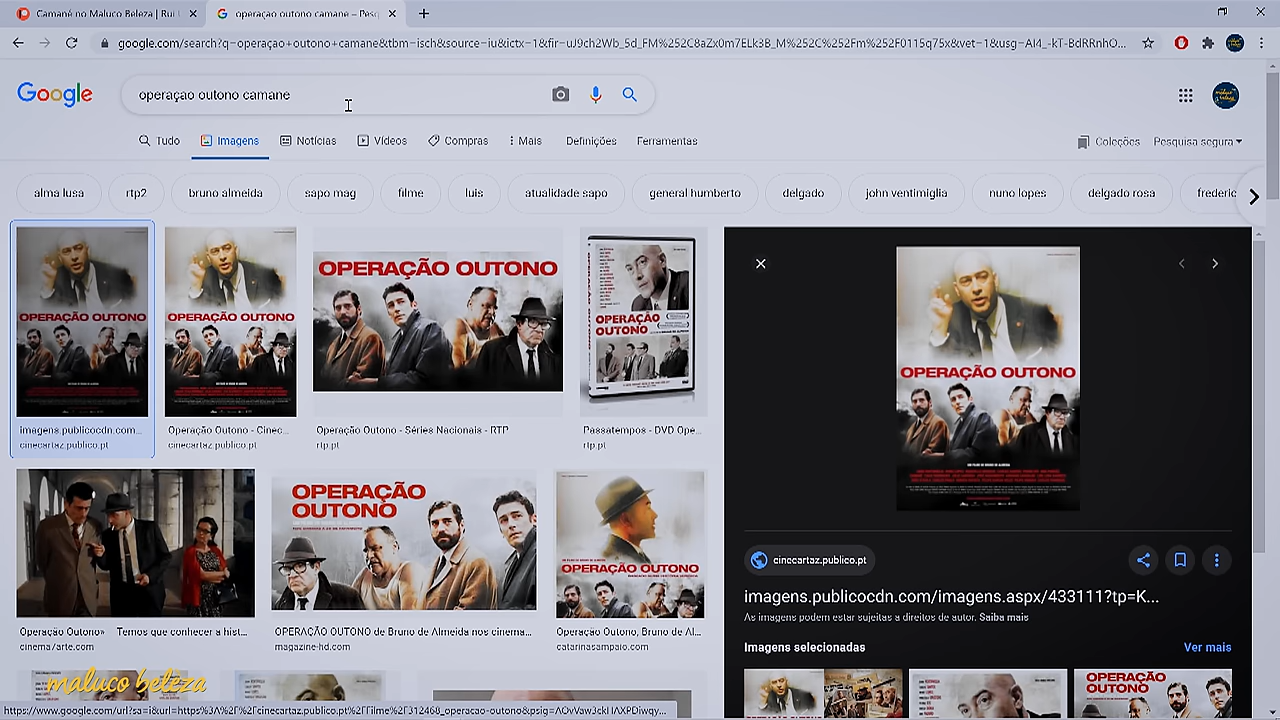 Camané no Maluco Beleza | Rui
operaçao outono camane – Pesq
google.com/search?q=operaçao+outono+camane&tbm=isch&source=iu&ictx=1&fir=uJ9ch2Wb_5d_FM%252C8aZx0m7ELk3B_M%252C%252Fm%252F0115q75x&vet=1&usg=AI4_-kT-BdRRnhO...
Google
operaçao outono camane
Tudo
Imagens
Notícias
Vídeos
Compras
Mais
Definições
Ferramentas
Coleções
Pesquisa segura
alma lusa
rtp2
bruno almeida
sapo mag
filme
luis
atualidade sapo
general humberto
delgado
john ventimiglia
nuno lopes
delgado rosa
frederic
OPERAÇÃO OUTONO
OPERAÇÃO OUTONO
OPERAÇÃO OUTONO
OPERAÇÃO
OUTONO
imagens.publicocdn.com...
cinecartaz.publico.pt
Operação Outono - Cinec...
cinecartaz.publico.pt
Operação Outono - Séries Nacionais - RTP
rtp.pt
Passatempos - DVD Ope...
rtp.pt
OPERAÇÃO OUTONO
cinecartaz.publico.pt
imagens.publicocdn.com/imagens.aspx/433111?tp=K...
As imagens podem estar sujeitas a direitos de autor. Saiba mais
Imagens selecionadas
Ver mais
OPERAÇÃO
OUTONO
OPERAÇÃO OUTONO
Operação Outono» Temos que conhecer a hist...
cinema7arte.com
OPERAÇÃO OUTONO de Bruno de Almeida nos cinema...
magazine-hd.com
Operação Outono, Bruno de Al...
catarinasampaio.com
OPERAÇÃO
OUTONO
maluco beleza